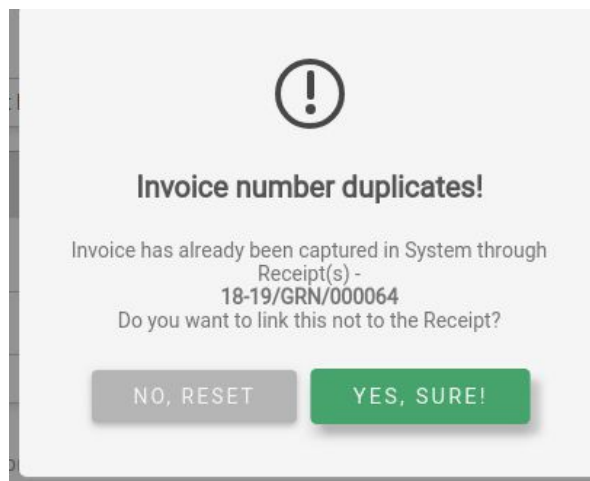 Invoice number duplicates!
Invoice has already been captured in System through
Receipt(s) -
18-19/GRN/000064
Do you want to link this not to the Receipt?
NO, RESET
YES, SURE!